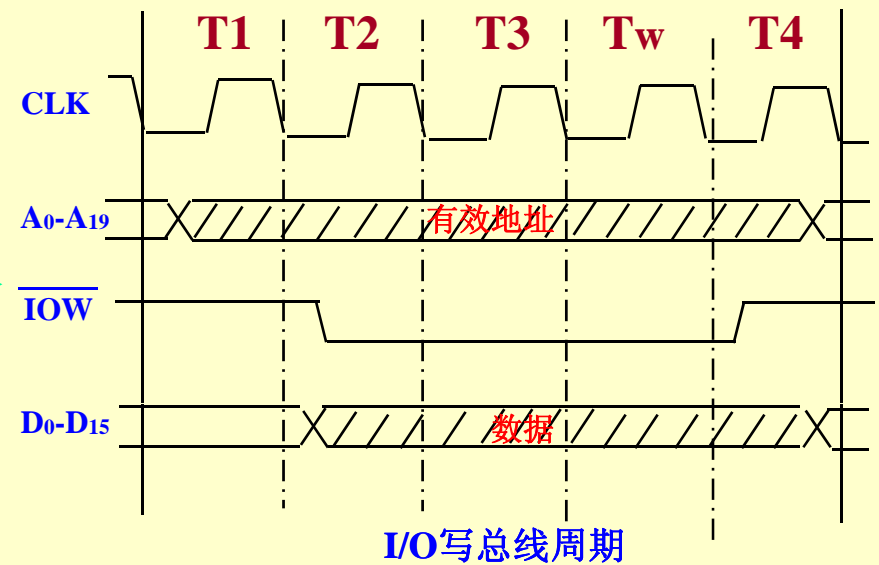 T1 T2 T3 Tw T4
CLK
A0-A19 有效地址
IOW
D0-D15 数据
I/O写总线周期